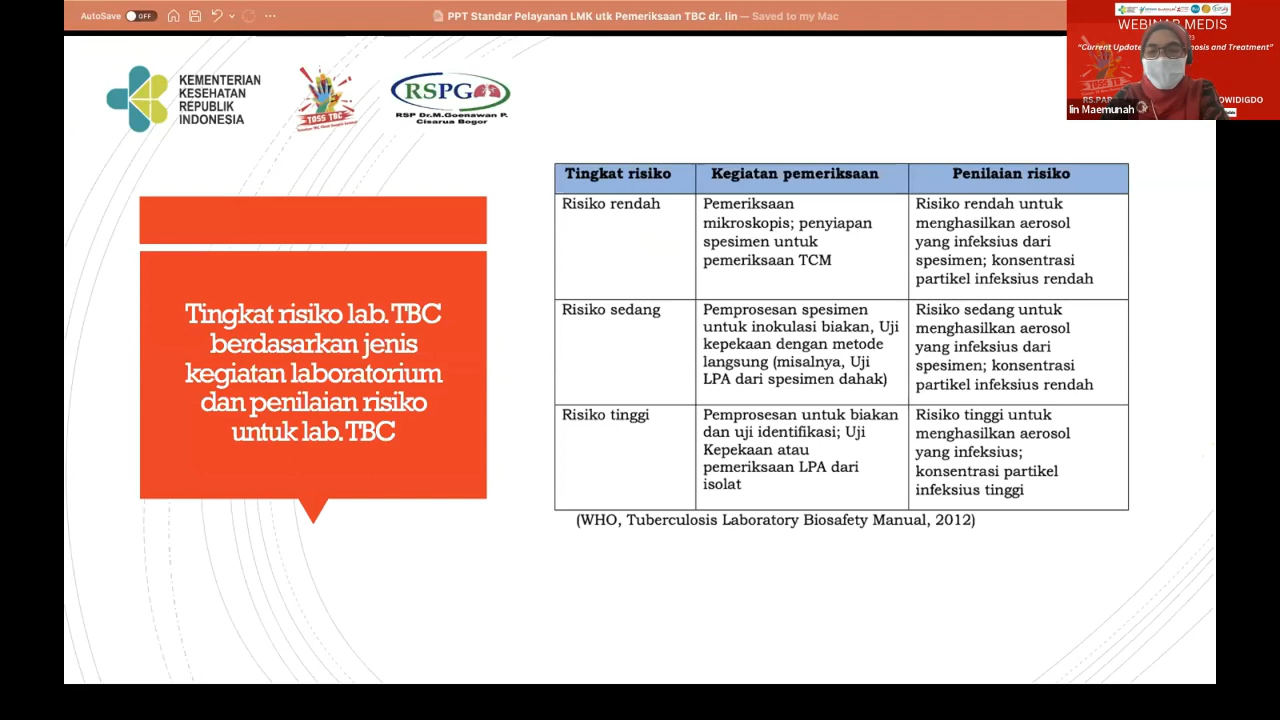 AutoSave OFF
PPT Standar Pelayanan LMK utk Pemeriksaan TBC dr. Iin — Saved to my Mac
WEBINAR MEDIS
"Current Update
nosis and Treatment"
RS.PAR
OWIDIGDO
Iin Maemunah
KEMENTERIAN
KESEHATAN
REPUBLIK
INDONESIA
TOSS TBC
RSPG
RSP Dr.M.Goenawan P.
Cisarua Bogor
Tingkat risiko lab. TBC
berdasarkan jenis
kegiatan laboratorium
dan penilaian risiko
untuk lab. TBC
Tingkat risiko Kegiatan pemeriksaan Penilaian risiko
Risiko rendah
Pemeriksaan
mikroskopis; penyiapan
spesimen untuk
pemeriksaan TCM
Risiko rendah untuk
menghasilkan aerosol
yang infeksius dari
spesimen; konsentrasi
partikel infeksius rendah
Risiko sedang
Pemprosesan spesimen
untuk inokulasi biakan, Uji
kepekaan dengan metode
langsung (misalnya, Uji
LPA dari spesimen dahak)
Risiko sedang untuk
menghasilkan aerosol
yang infeksius dari
spesimen; konsentrasi
partikel infeksius rendah
Risiko tinggi
Pemprosesan untuk biakan
dan uji identifikasi; Uji
Kepekaan atau
pemeriksaan LPA dari
isolat
Risiko tinggi untuk
menghasilkan aerosol
yang infeksius;
konsentrasi partikel
infeksius tinggi
(WHO, Tuberculosis Laboratory Biosafety Manual, 2012)